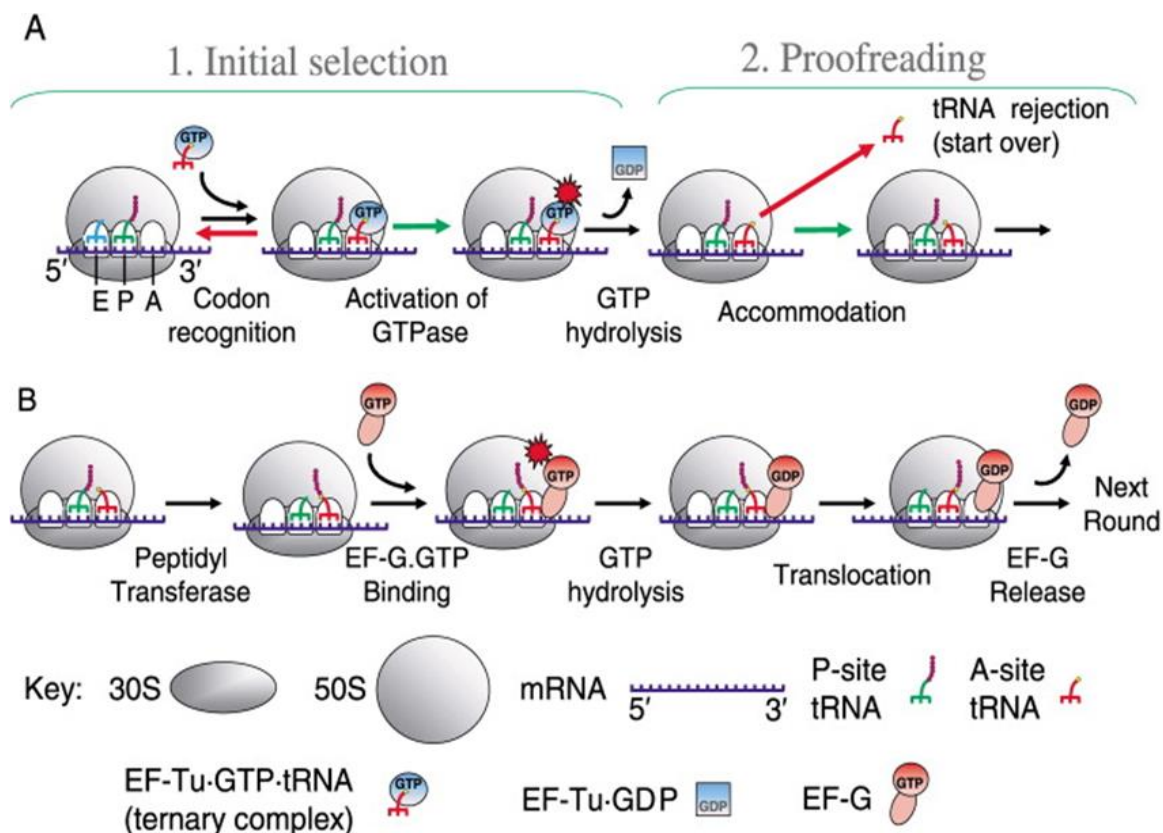 A
1. Initial selection
2. Proofreading
tRNA rejection
(start over)
GTP
GTP
GTP
GDP
5′
3′
E P A
Codon
recognition
Activation of
GTPase
GTP
hydrolysis
Accommodation
B
GTP
GTP
GDP
GDP
GDP
Next
Round
Peptidyl
Transferase
EF-G.GTP
Binding
GTP
hydrolysis
Translocation
EF-G
Release
Key:
30S
50S
mRNA
5′
3′
P-site
tRNA
A-site
tRNA
EF-Tu·GTP·tRNA
(ternary complex)
GTP
EF-Tu·GDP
GDP
EF-G
GTP